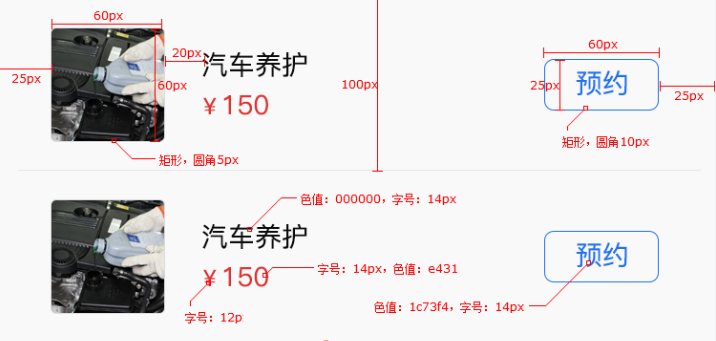 60px
20px
汽车养护
60px
25px
60px
100px
预约
25px
25px
¥150
矩形，圆角5px
矩形，圆角10px
色值：000000，字号：14px
汽车养护
¥150
字号：14px，色值：e431
预约
字号：12p
色值：1c73f4，字号：14px